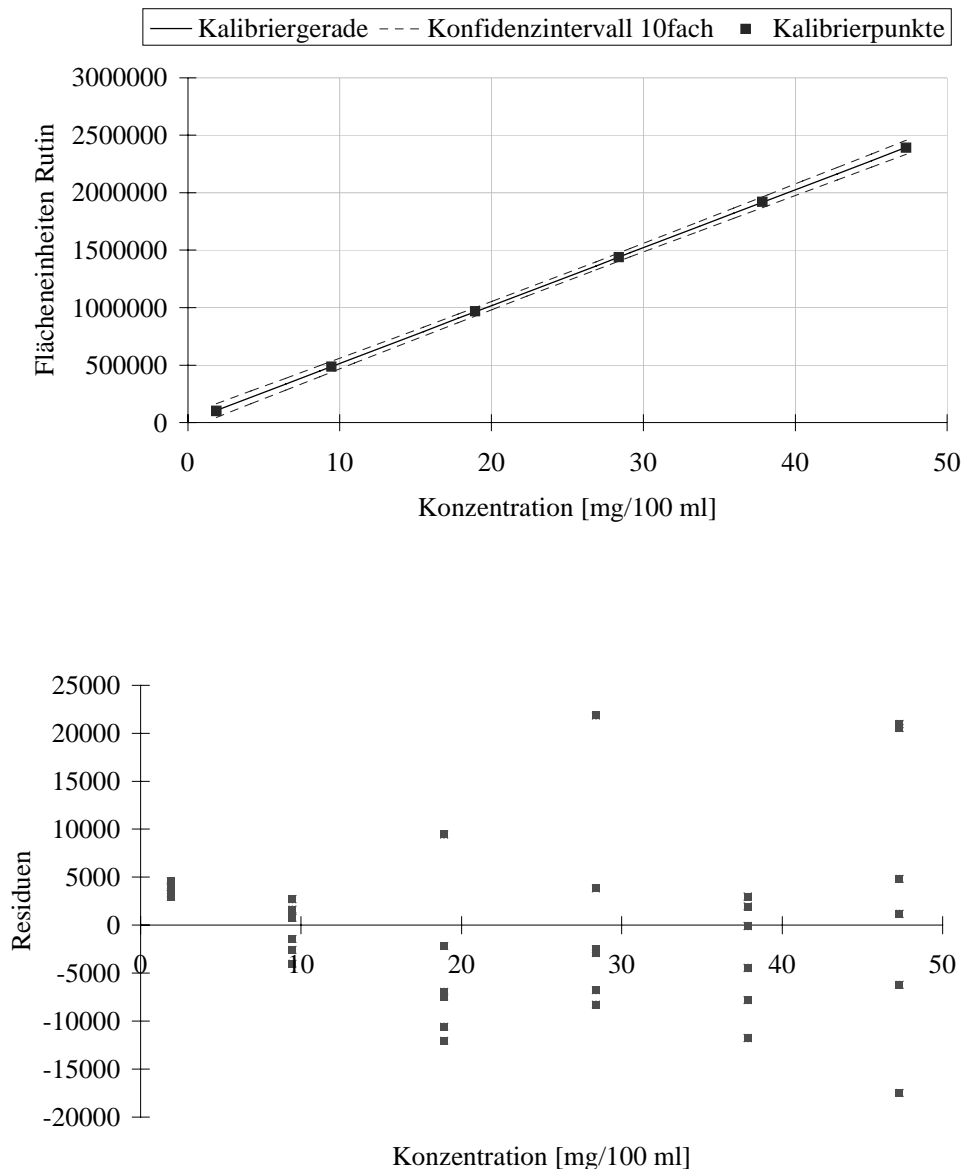 Kalibriergerade Konfidenzintervall 10fach Kalibrierpunkte
3000000
2500000
2000000
1500000
1000000
500000
0
Flächeneinheiten Rutin
0 10 20 30 40 50
Konzentration [mg/100 ml]
25000
20000
15000
10000
5000
0
-5000
-10000
-15000
-20000
Residuen
0 10 20 30 40 50
Konzentration [mg/100 ml]